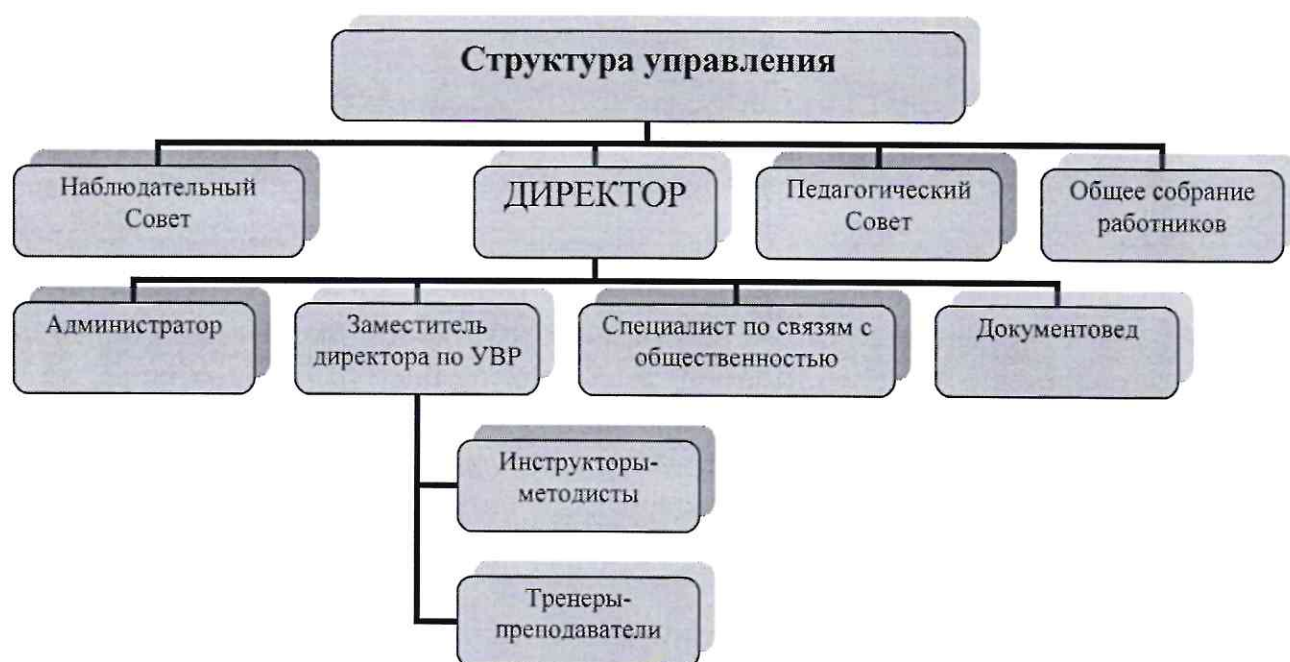 Структура управления
Наблюдательный
Совет
ДИРЕКТОР
Педагогический
Совет
Общее собрание
работников
Администратор
Заместитель
директора по УВР
Специалист по связям с
общественностью
Документовед
Инструкторы-
методисты
Тренеры-
преподаватели